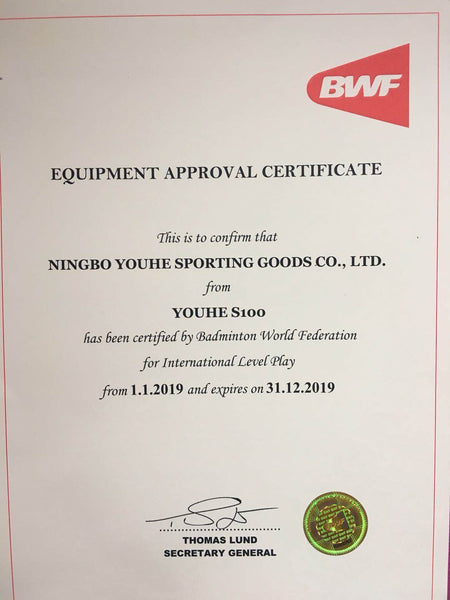 BWF
EQUIPMENT APPROVAL CERTIFICATE
This is to confirm that
NINGBO YOUHE SPORTING GOODS CO., LTD.
from
YOUHE S100
has been certified by Badminton World Federation
for International Level Play
from 1.1.2019 and expires on 31.12.2019
THOMAS LUND
SECRETARY GENERAL